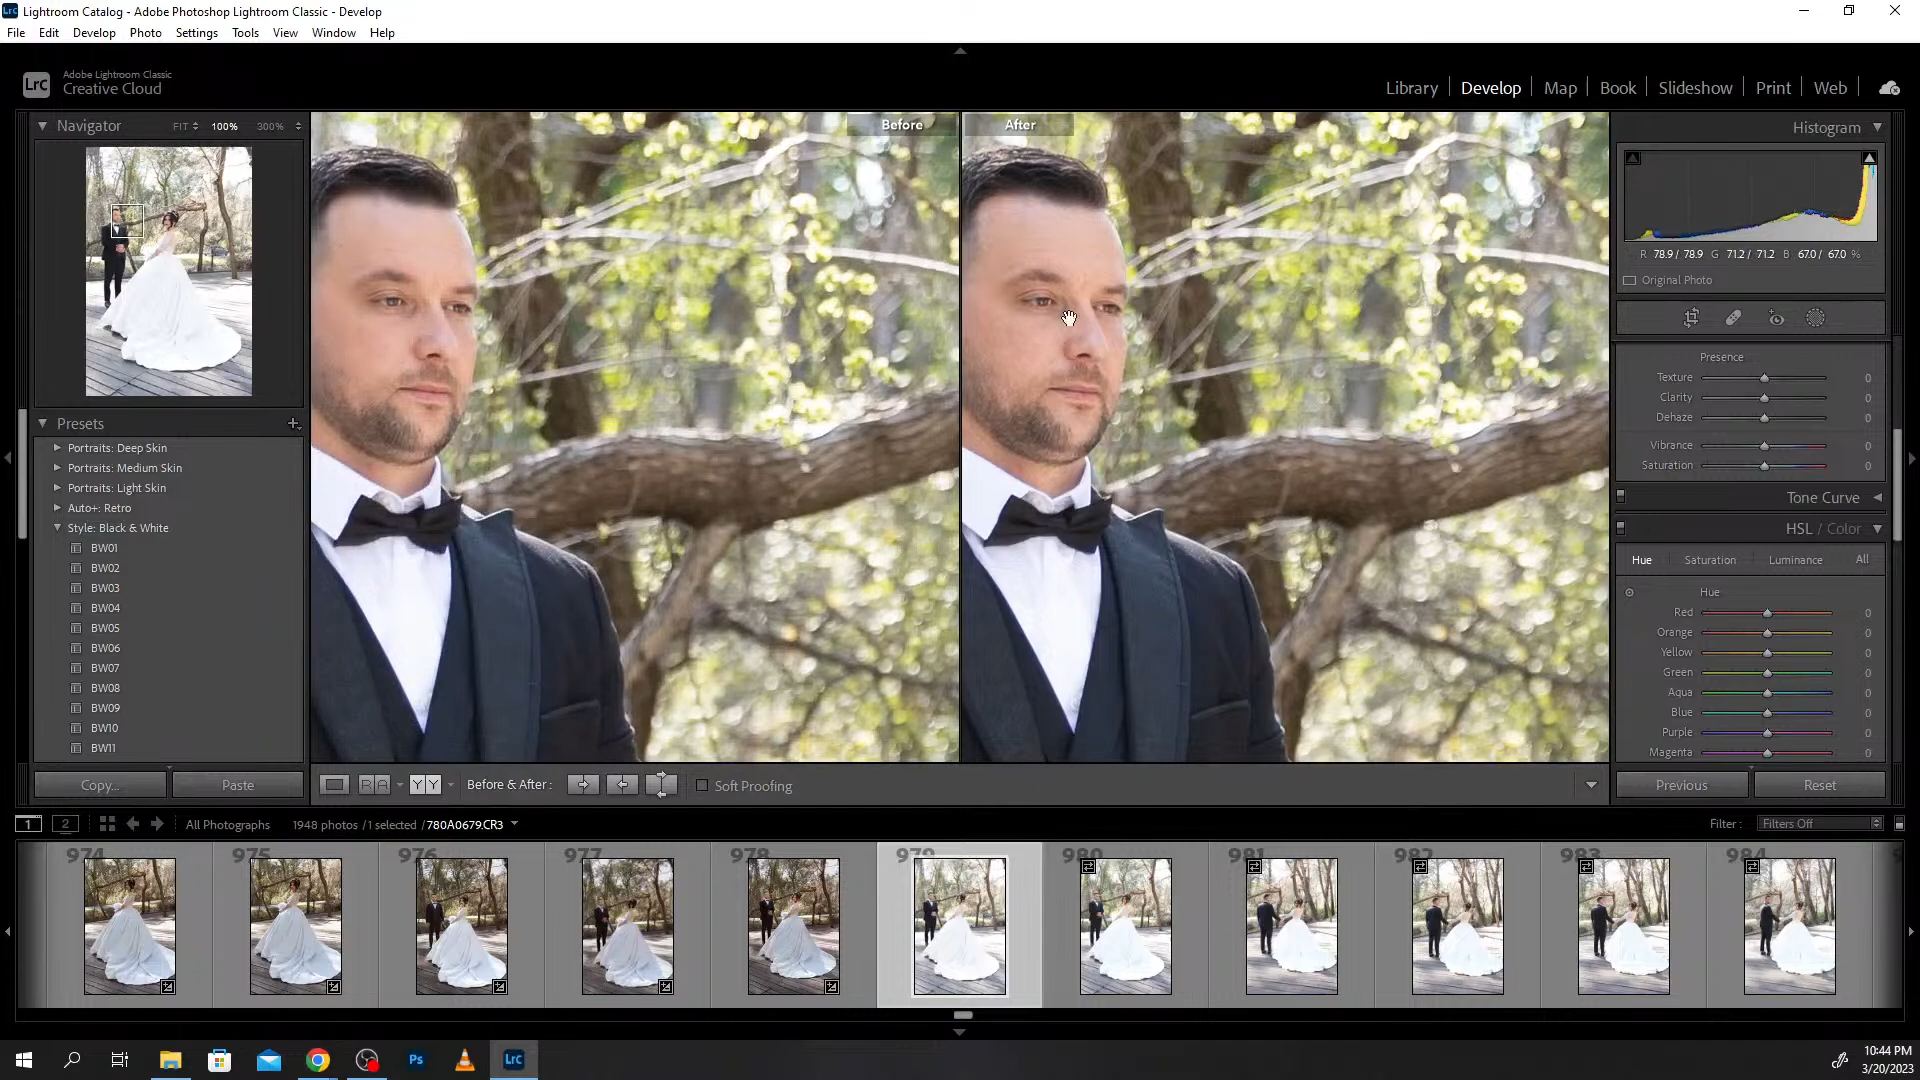 Lrc Lightroom Catalog - Adobe Photoshop Lightroom Classic - Develop
File Edit Develop Photo Settings Tools View Window Help
Lrc Adobe Lightroom Classic
Creative Cloud
Library Develop Map Book Slideshow Print Web
Navigator FIT 100% 300%
Before
After
Histogram
R 78.9 / 78.9 G 71.2 / 71.2 B 67.0 / 67.0 %
Original Photo
Presence
Texture 0
Clarity 0
Dehaze 0
Vibrance 0
Saturation 0
Tone Curve
HSL / Color
Hue Saturation Luminance All
Hue
Red 0
Orange 0
Yellow 0
Green 0
Aqua 0
Blue 0
Purple 0
Magenta 0
Presets
Portraits: Deep Skin
Portraits: Medium Skin
Portraits: Light Skin
Auto+: Retro
Style: Black & White
BW01
BW02
BW03
BW04
BW05
BW06
BW07
BW08
BW09
BW10
BW11
Copy... Paste
R A Y Y Before & After : Soft Proofing
Previous Reset
1 2 All Photographs 1948 photos / 1 selected / 780A0679.CR3
Filter : Filters Off
974 975 976 977 978 979 980 981 982 983 984
Ps LrC
10:44 PM
3/20/2023